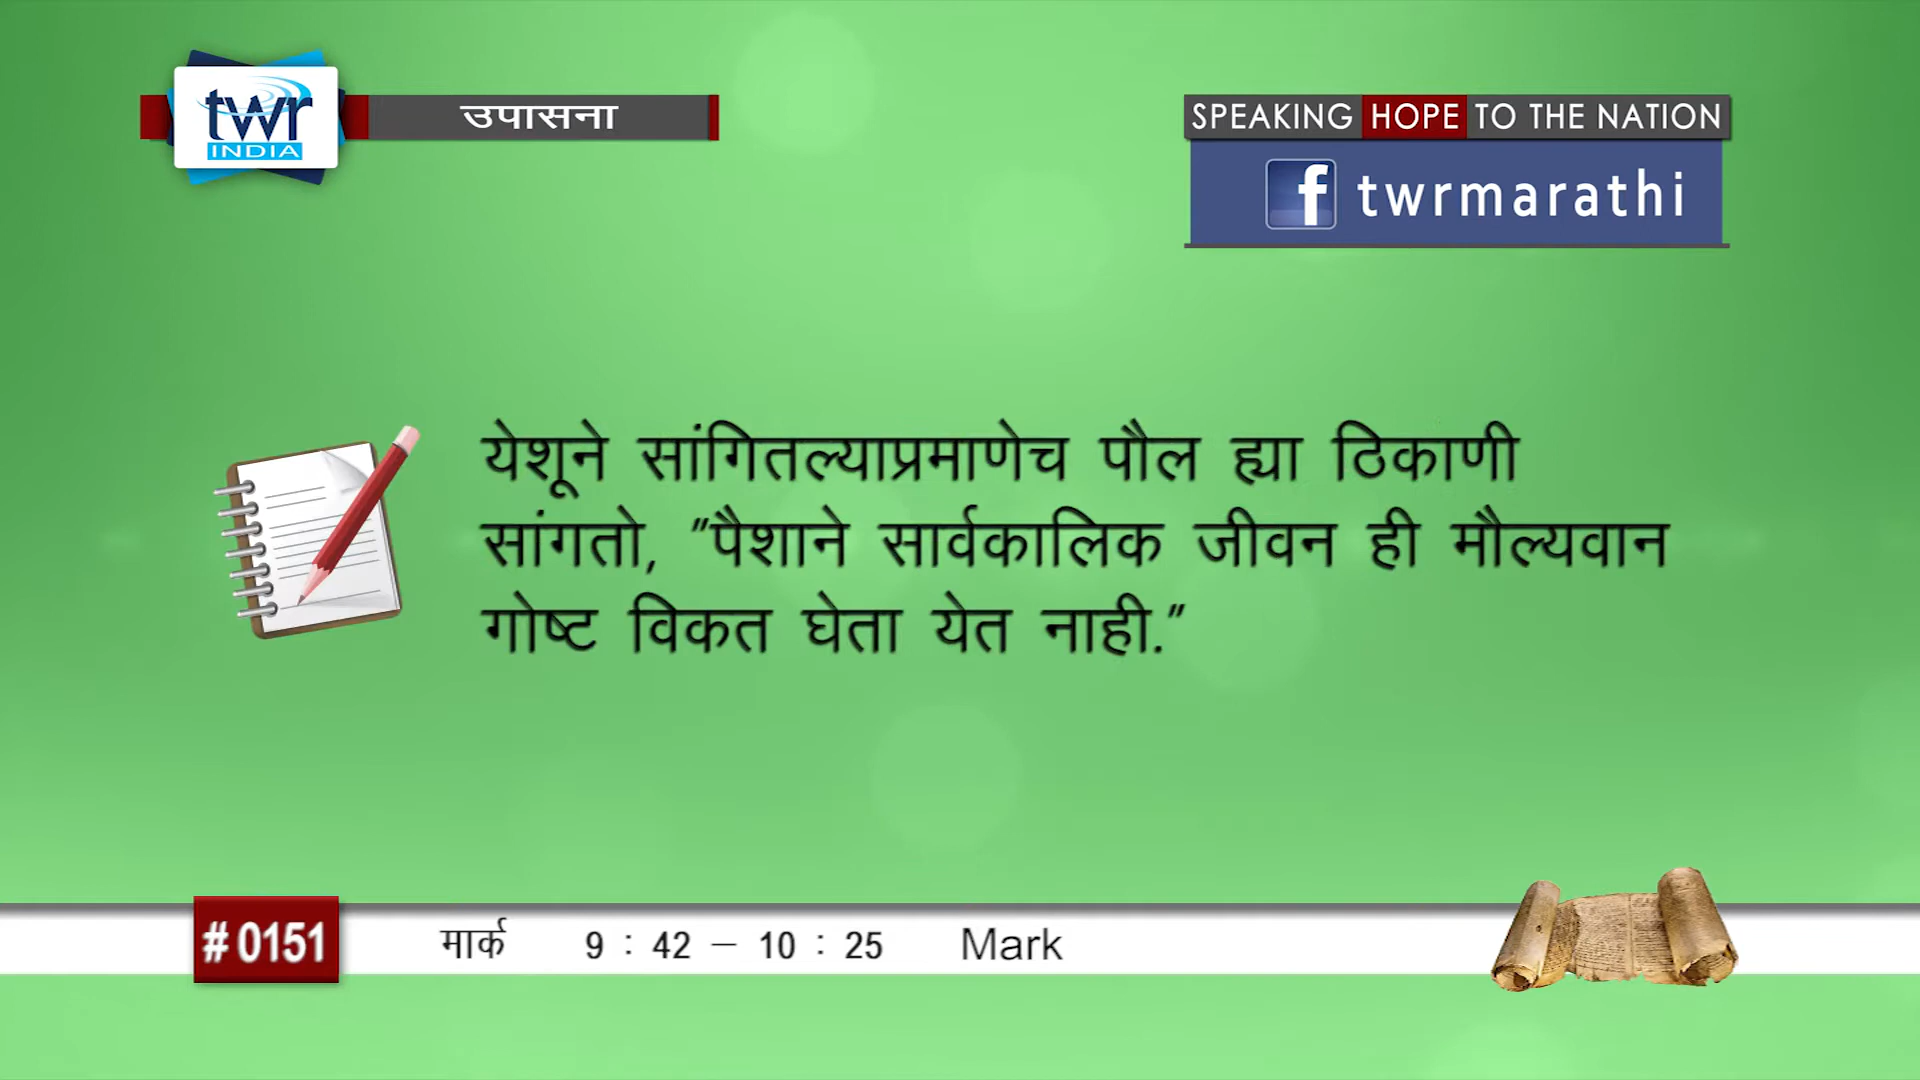 twr
INDIA
उपासना
SPEAKING HOPE TO THE NATION
f twrmarathi
येशूने सांगितल्याप्रमाणेच पौल ह्या ठिकाणी
सांगतो, "पैशाने सार्वकालिक जीवन ही मौल्यवान
गोष्ट विकत घेता येत नाही."
#0151 मार्क 9 : 42 – 10 : 25 Mark